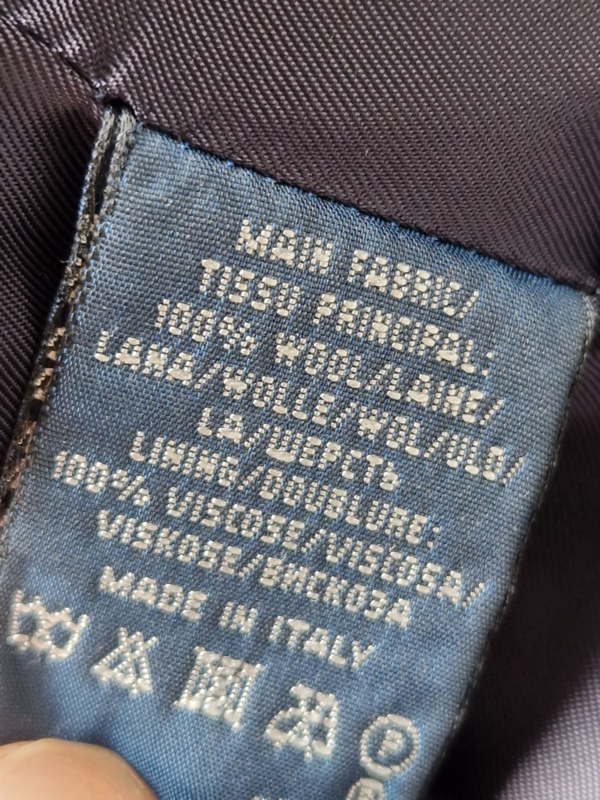 MAIN FABRIC/
TISSU PRINCIPAL:
100% WOOL/LAINE/
LANA/WOLLE/WOL/ULL/
LÃ/ШЕРСТЬ
LINING/DOUBLURE:
100% VISCOSE/VISCOSA/
VISKOSE/ВИСКОЗА
MADE IN ITALY
P